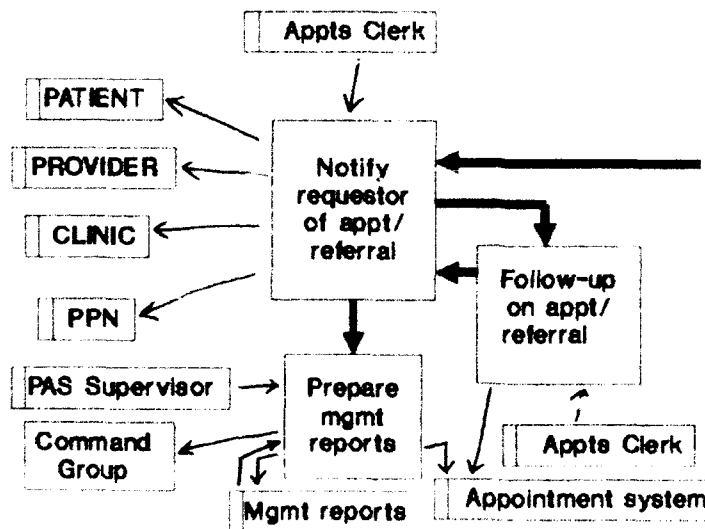 Appts Clerk
PATIENT
PROVIDER
CLINIC
PPN
Notify
requestor
of appt/
referral
Follow-up
on appt/
referral
PAS Supervisor
Command
Group
Prepare
mgmt
reports
Mgmt reports
Appts Clerk
Appointment system